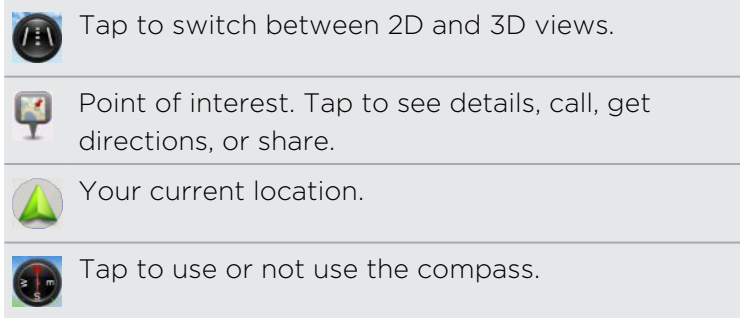 Tap to switch between 2D and 3D views.
Point of interest. Tap to see details, call, get
directions, or share.
Your current location.
Tap to use or not use the compass.